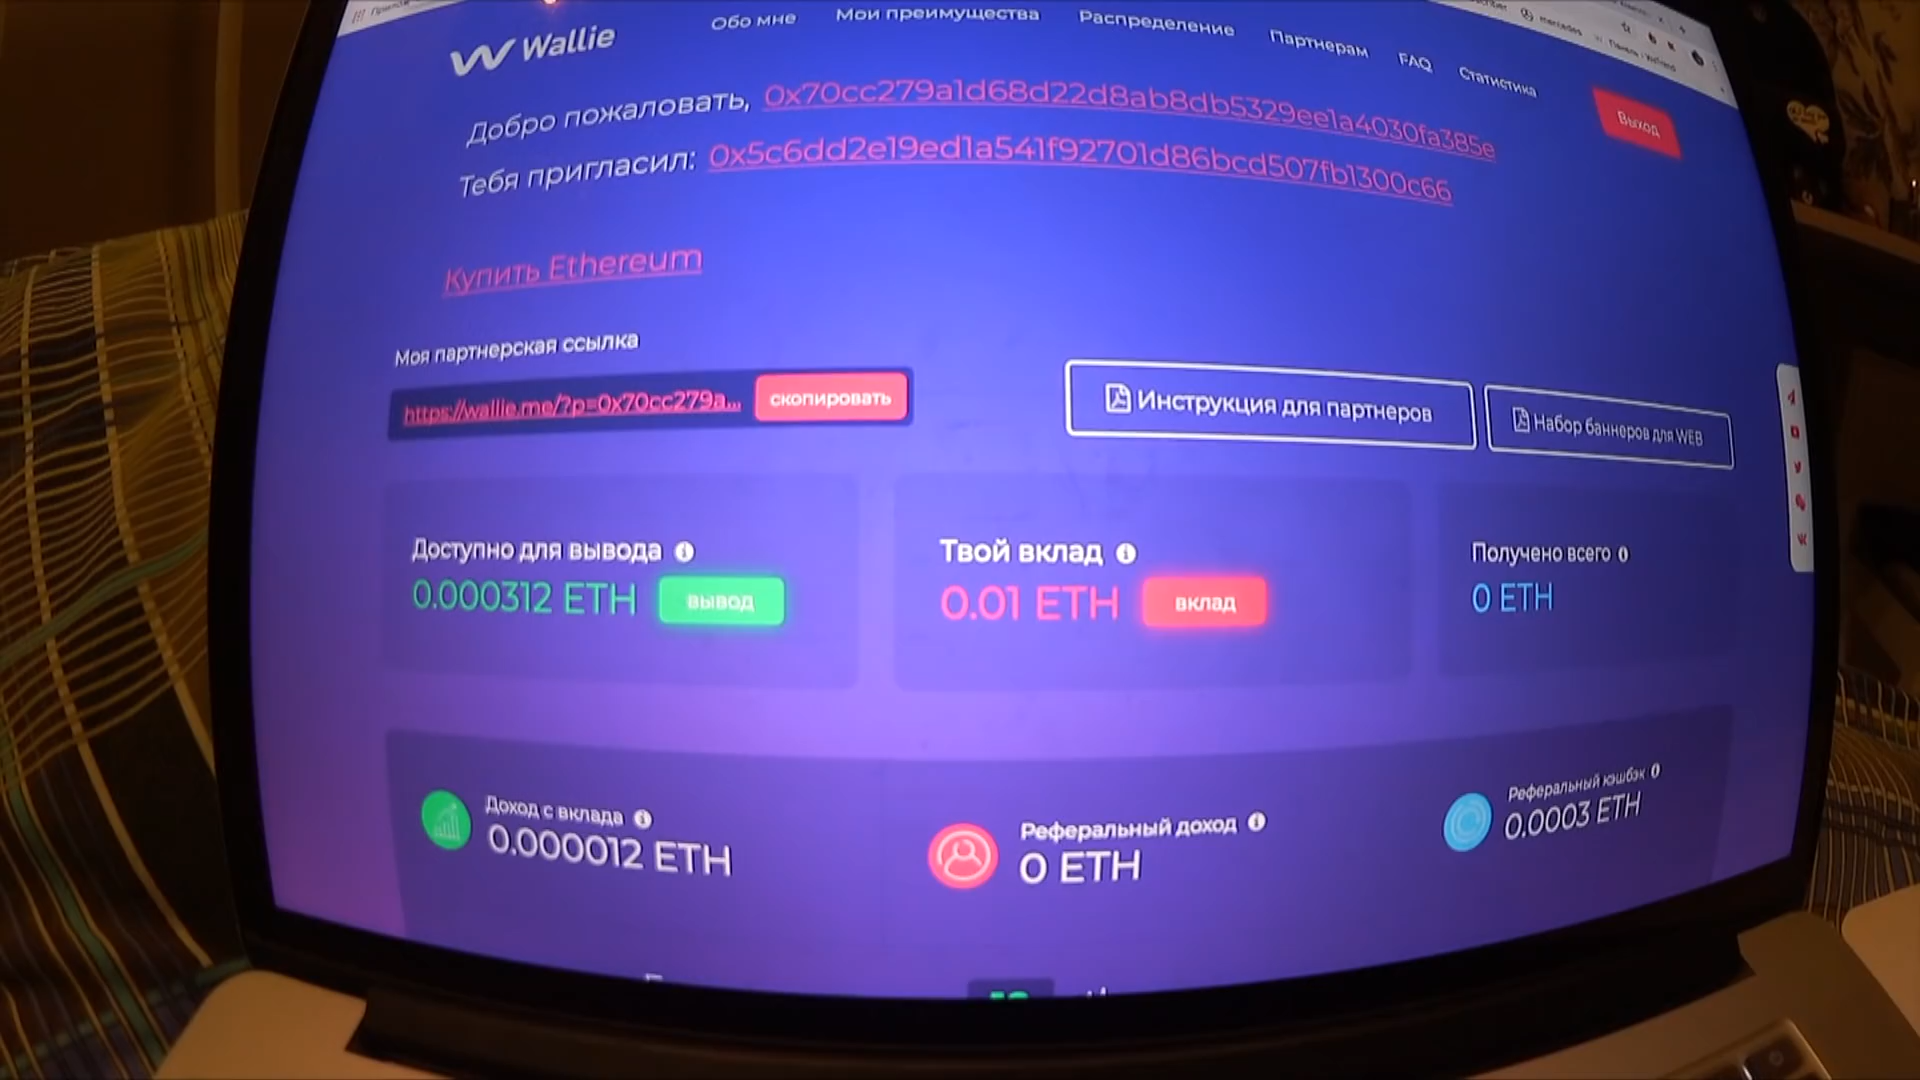 Wallie
Обо мне
Мои преимущества
Распределение
Партнерам
FAQ
Статистика
Выход
Добро пожаловать, 0x70cc279a1d68d22d8ab8db5329ee1a4030fa385e
Тебя пригласил: 0x5c6dd2e19ed1a541f92701d86bcd507fb1300c66
Купить Ethereum
Моя партнерская ссылка
https://wallie.me/?p=0x70cc279a...
скопировать
Инструкция для партнеров
Набор баннеров для WEB
Доступно для вывода
0.000312 ETH
вывод
Твой вклад
0.01 ETH
вклад
Получено всего
0 ETH
Доход с вклада
0.000012 ETH
Реферальный доход
0 ETH
Реферальный кэшбэк
0.0003 ETH